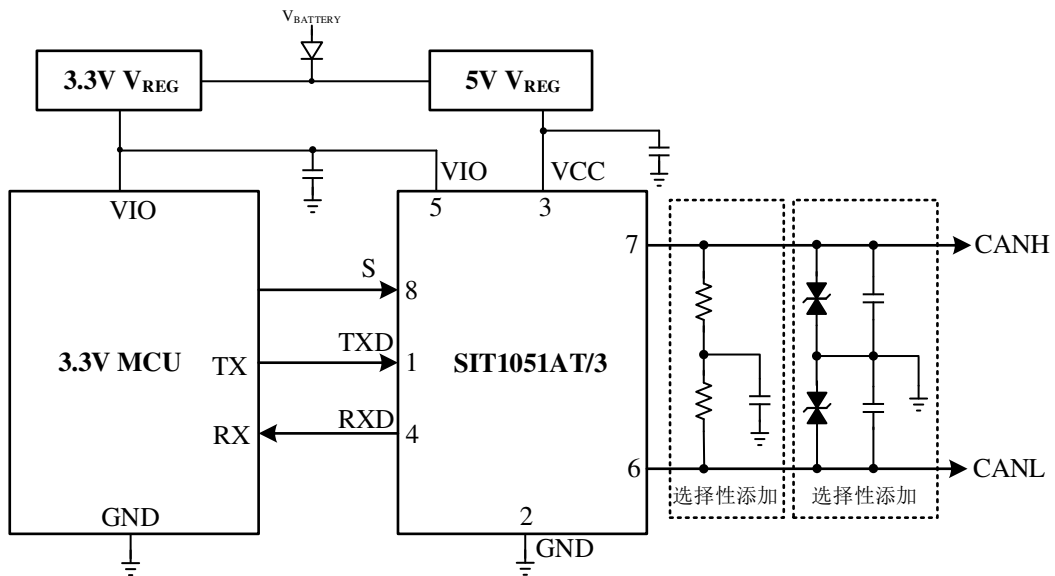 VBATTERY
3.3V VREG
5V VREG
VIO
VCC
VIO
5
3
7
CANH
S
8
TXD
3.3V MCU
TX
1
SIT1051AT/3
RXD
RX
4
6
CANL
选择性添加
选择性添加
GND
2
GND